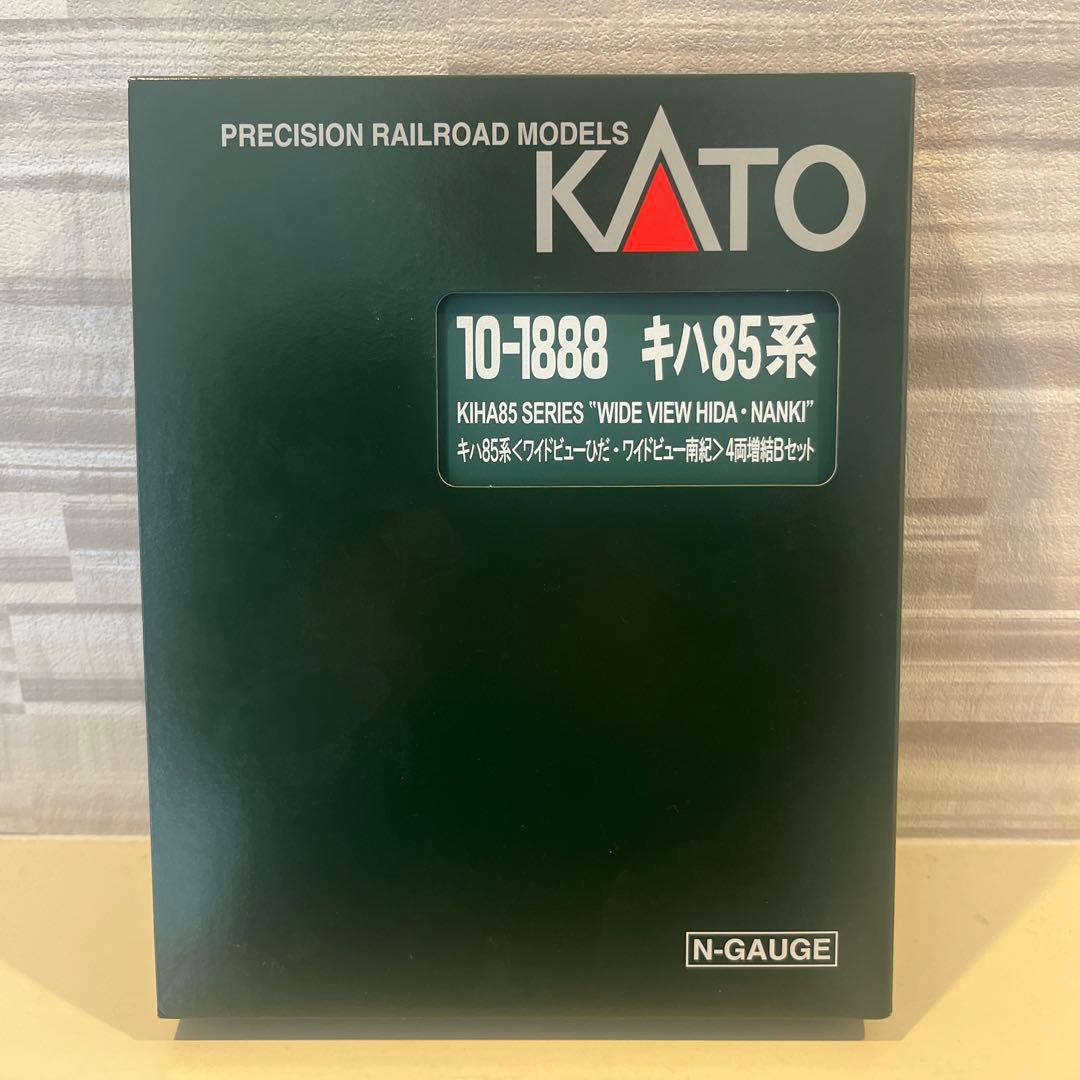 PRECISION RAILROAD MODELS
KATO
10-1888 キハ85系
KIHA85 SERIES "WIDE VIEW HIDA・NANKI"
キハ85系<ワイドビューひだ・ワイドビュー南紀>4両増結Bセット
N-GAUGE